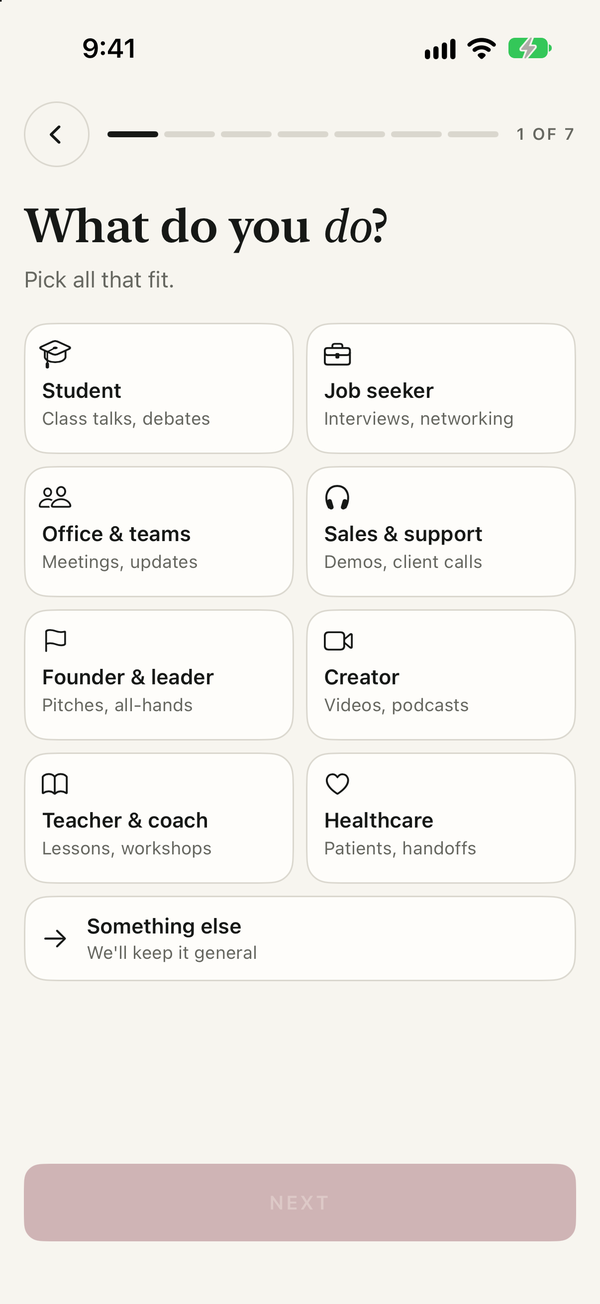 9:41
1 OF 7
What do you do?
Pick all that fit.
Student
Class talks, debates
Job seeker
Interviews, networking
Office & teams
Meetings, updates
Sales & support
Demos, client calls
Founder & leader
Pitches, all-hands
Creator
Videos, podcasts
Teacher & coach
Lessons, workshops
Healthcare
Patients, handoffs
Something else
We'll keep it general
NEXT